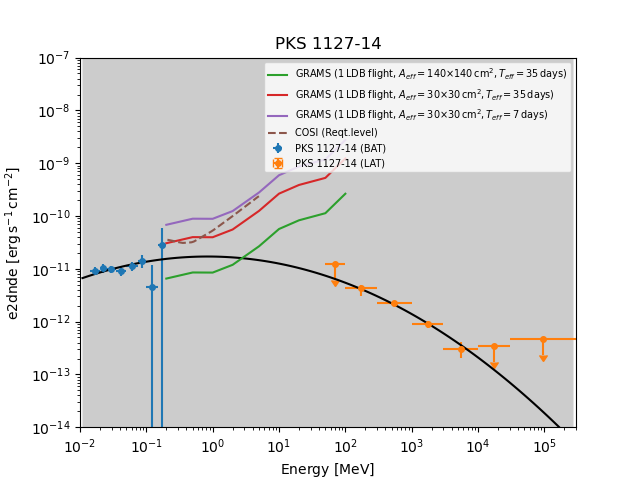 PKS 1127-14
GRAMS (1 LDB flight, A_eff = 140×140 cm², T_eff = 35 days)
GRAMS (1 LDB flight, A_eff = 30×30 cm², T_eff = 35 days)
GRAMS (1 LDB flight, A_eff = 30×30 cm², T_eff = 7 days)
COSI (Reqt.level)
PKS 1127-14 (BAT)
PKS 1127-14 (LAT)
e2dnde [erg s⁻¹ cm⁻²]
10⁻⁷
10⁻⁸
10⁻⁹
10⁻¹⁰
10⁻¹¹
10⁻¹²
10⁻¹³
10⁻¹⁴
10⁻² 10⁻¹ 10⁰ 10¹ 10² 10³ 10⁴ 10⁵
Energy [MeV]